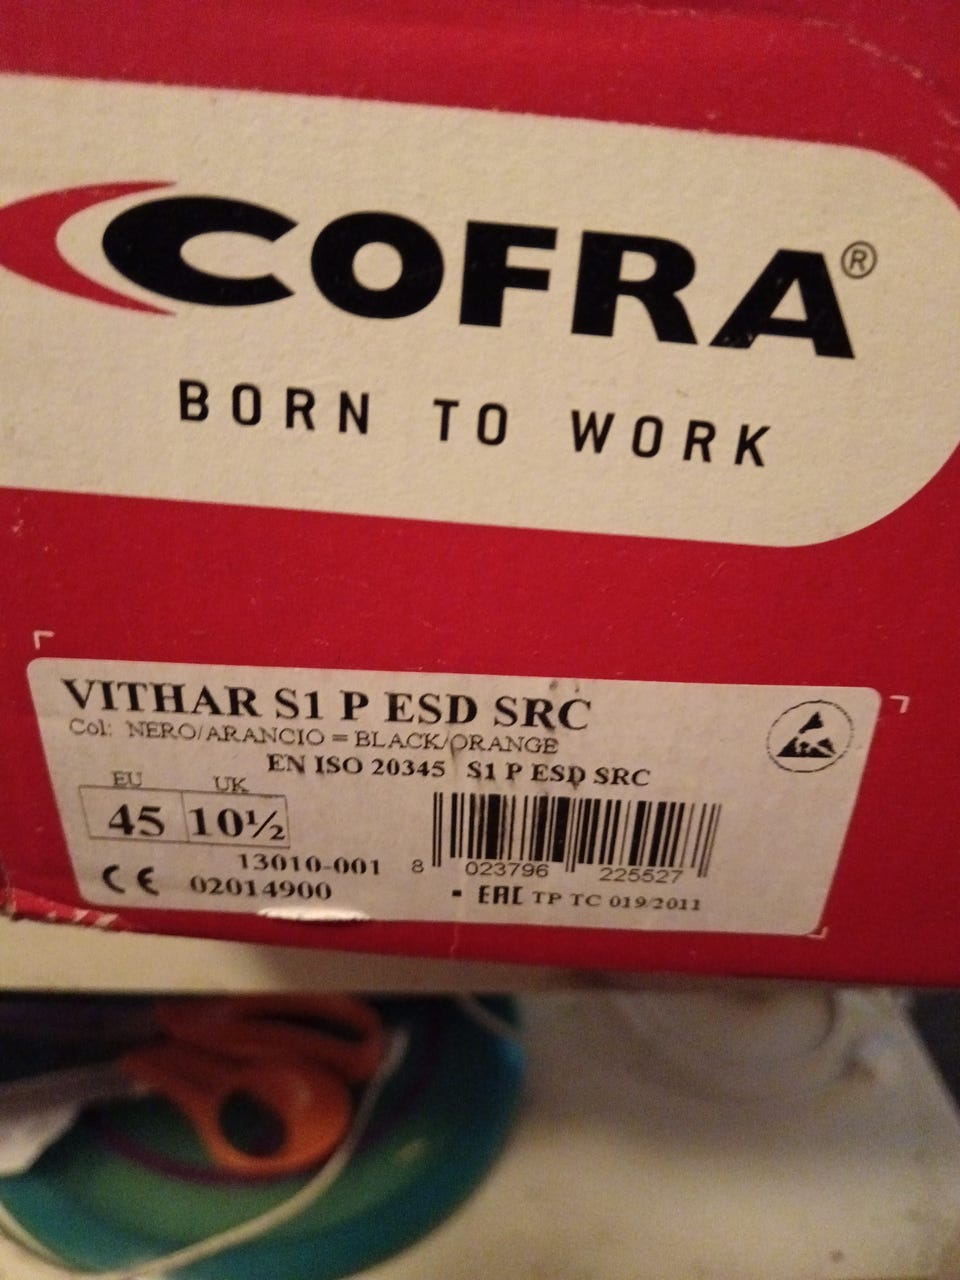 COFRA®
BORN TO WORK
VITHAR S1 P ESD SRC
Col: NERO/ARANCIO = BLACK/ORANGE
EN ISO 20345 S1 P ESD SRC
EU UK
45 10½
13010-001
CE 02014900
8 023796 225527
- EAC TP TC 019/2011